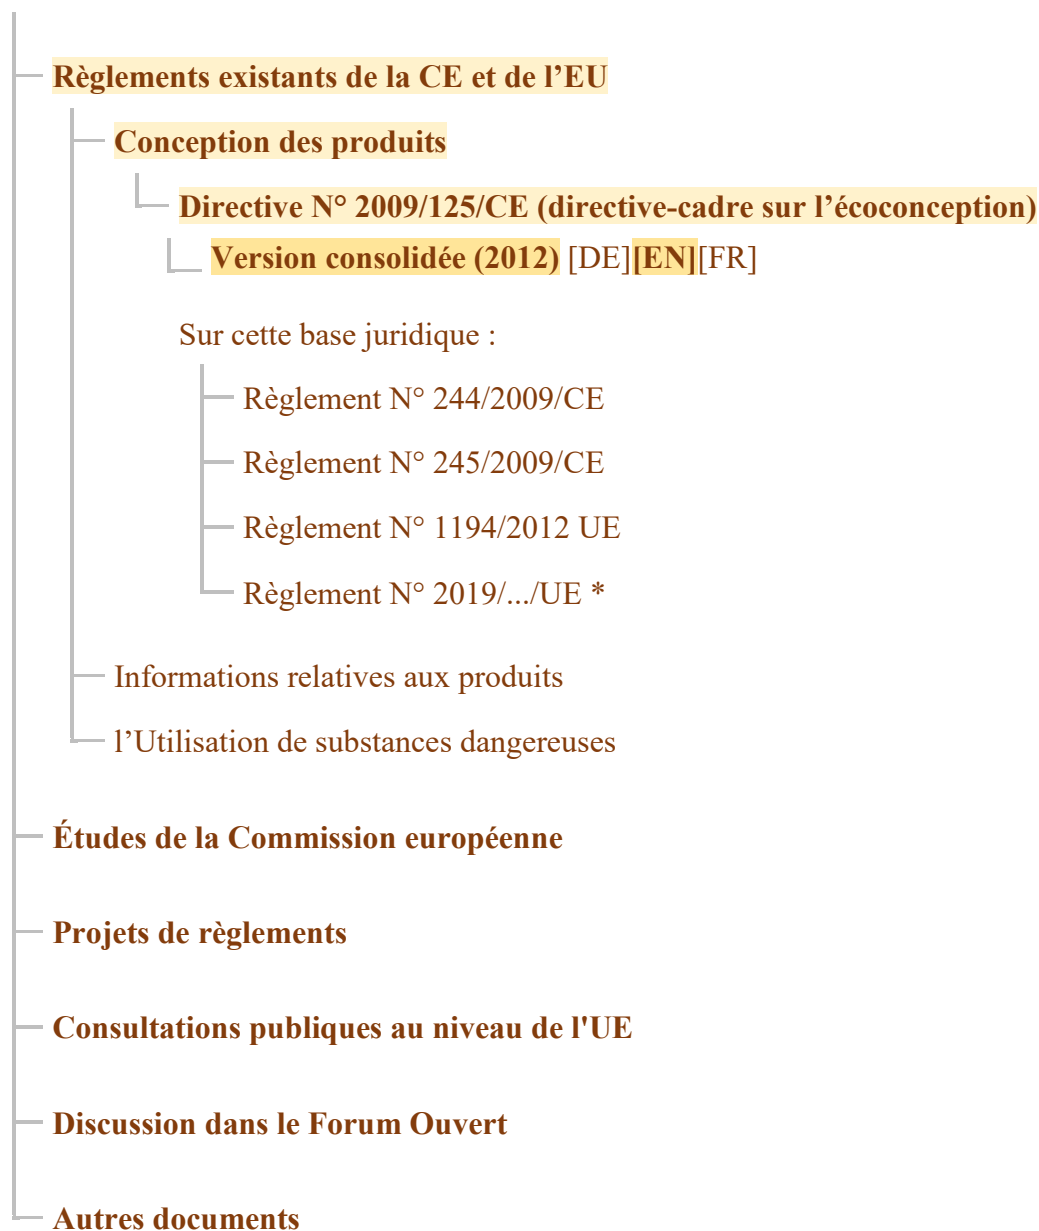 Règlements existants de la CE et de l’EU
Conception des produits
Directive N° 2009/125/CE (directive-cadre sur l’écoconception)
Version consolidée (2012) [DE][EN][FR]
Sur cette base juridique :
Règlement N° 244/2009/CE
Règlement N° 245/2009/CE
Règlement N° 1194/2012 UE
Règlement N° 2019/.../UE *
Informations relatives aux produits
l’Utilisation de substances dangereuses
Études de la Commission européenne
Projets de règlements
Consultations publiques au niveau de l'UE
Discussion dans le Forum Ouvert
Autres documents